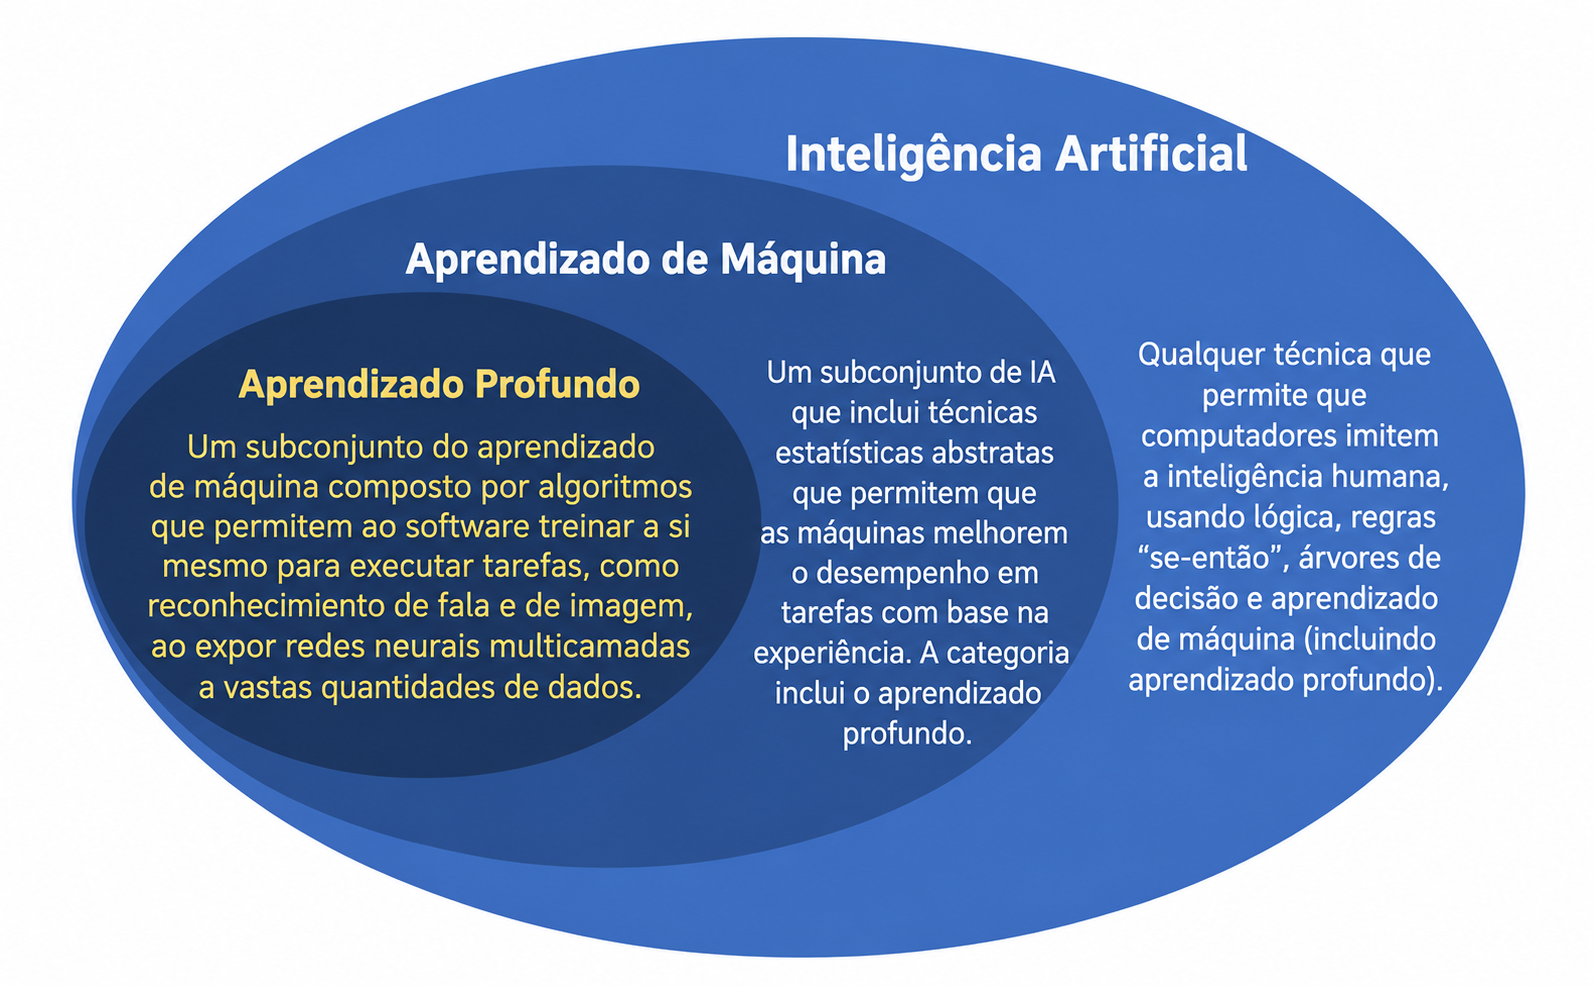 Inteligência Artificial
Aprendizado de Máquina
Aprendizado Profundo
Um subconjunto do aprendizado
de máquina composto por algoritmos
que permitem ao software treinar a si
mesmo para executar tarefas, como
reconhecimiento de fala e de imagem,
ao expor redes neurais multicamadas
a vastas quantidades de dados.
Um subconjunto de IA
que inclui técnicas
estatísticas abstratas
que permitem que
as máquinas melhorem
o desempenho em
tarefas com base na
experiência. A categoria
inclui o aprendizado
profundo.
Qualquer técnica que
permite que
computadores imitem
a inteligência humana,
usando lógica, regras
“se-então”, árvores de
decisão e aprendizado
de máquina (incluindo
aprendizado profundo).